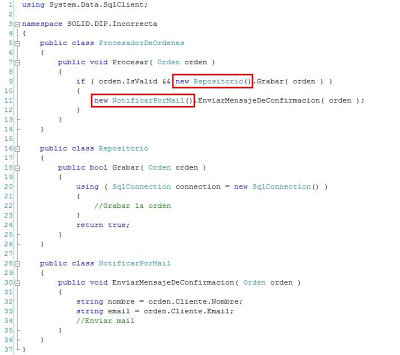 1 using System.Data.SqlClient;
2
3 namespace SOLID.DIP.Incorrecta
4 {
5     public class ProcesadorDeOrdenes
6     {
7         public void Procesar( Orden orden )
8         {
9             if ( orden.IsValid && new Repositorio().Grabar( orden ) )
10             {
11                 new NotificarPorMail().EnviarMensajeDeConfirmacion( orden );
12             }
13         }
14     }
15
16     public class Repositorio
17     {
18         public bool Grabar( Orden orden )
19         {
20             using ( SqlConnection connection = new SqlConnection() )
21             {
22                 //Grabar la orden
23             }
24             return true;
25         }
26     }
27
28     public class NotificarPorMail
29     {
30         public void EnviarMensajeDeConfirmacion( Orden orden )
31         {
32             string nombre = orden.Cliente.Nombre;
33             string email = orden.Cliente.Email;
34             //Enviar mail
35         }
36     }
37 }